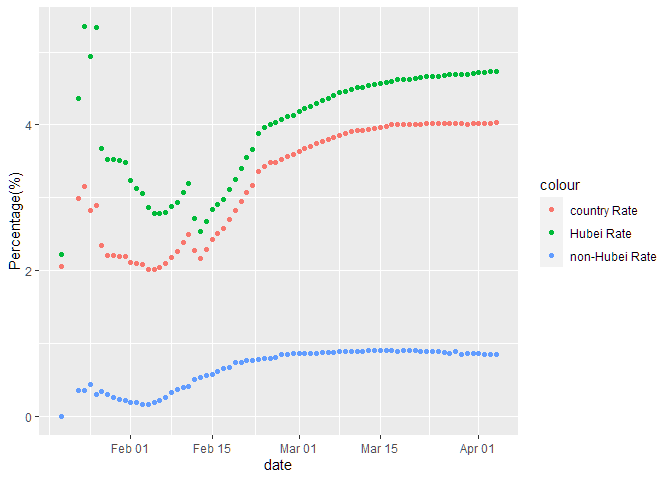 Percentage(%)
4
2
0
Feb 01
Feb 15
Mar 01
Mar 15
Apr 01
date
colour
country Rate
Hubei Rate
non-Hubei Rate